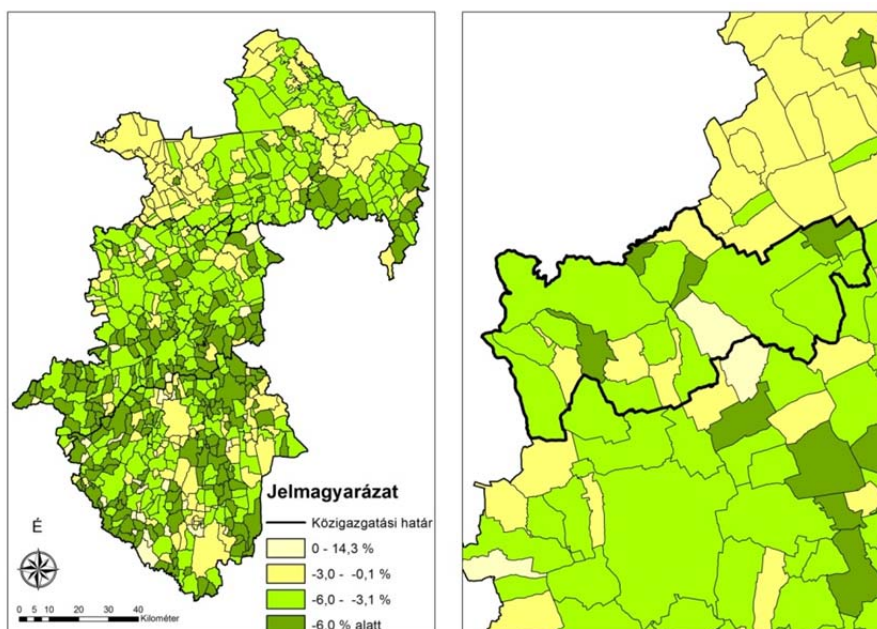 Jelmagyarázat
Közigazgatási határ
0 - 14,3 %
-3,0 - -0,1 %
-6,0 - -3,1 %
-6,0 % alatt
É
0 5 10 20 30 40
Kilométer